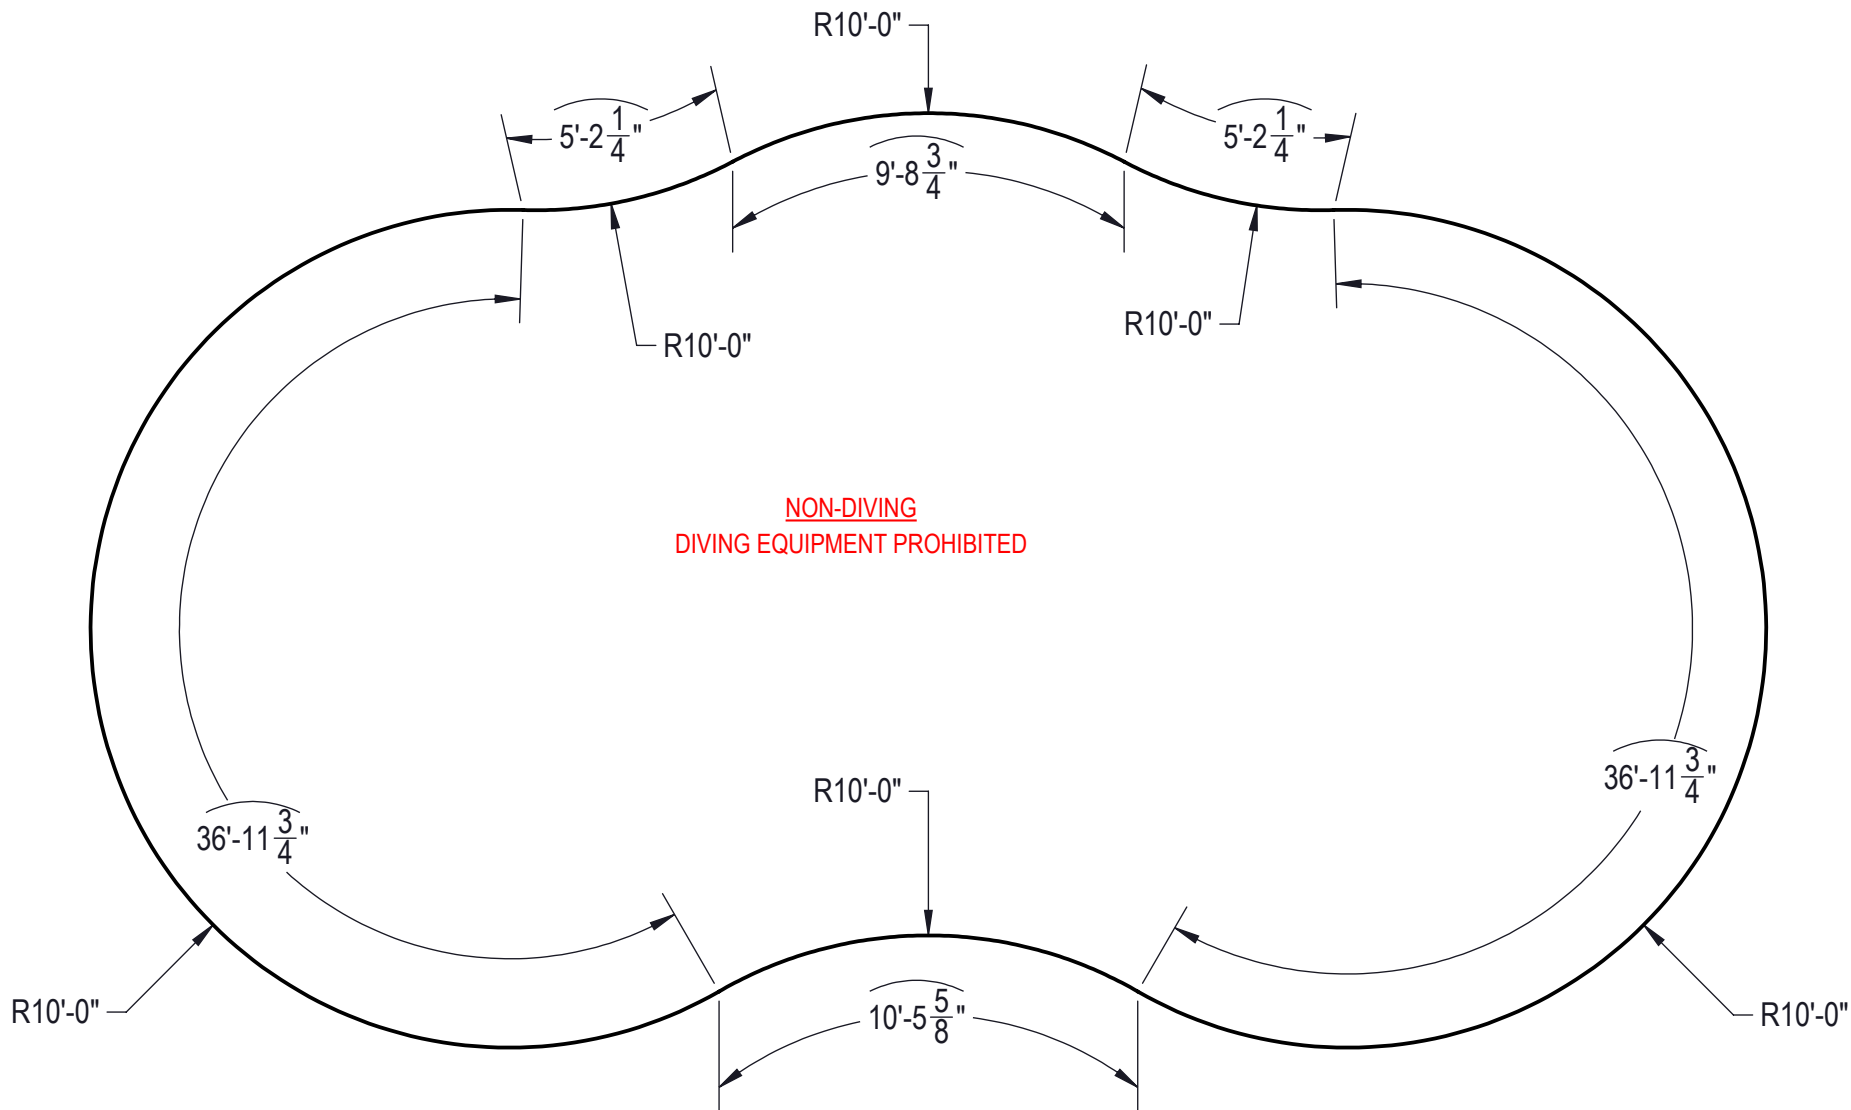 R10'-0"
5'-2 1/4"
5'-2 1/4"
9'-8 3/4"
R10'-0"
R10'-0"
NON-DIVING
DIVING EQUIPMENT PROHIBITED
36'-11 3/4"
R10'-0"
36'-11 3/4"
R10'-0"
10'-5 5/8"
R10'-0"